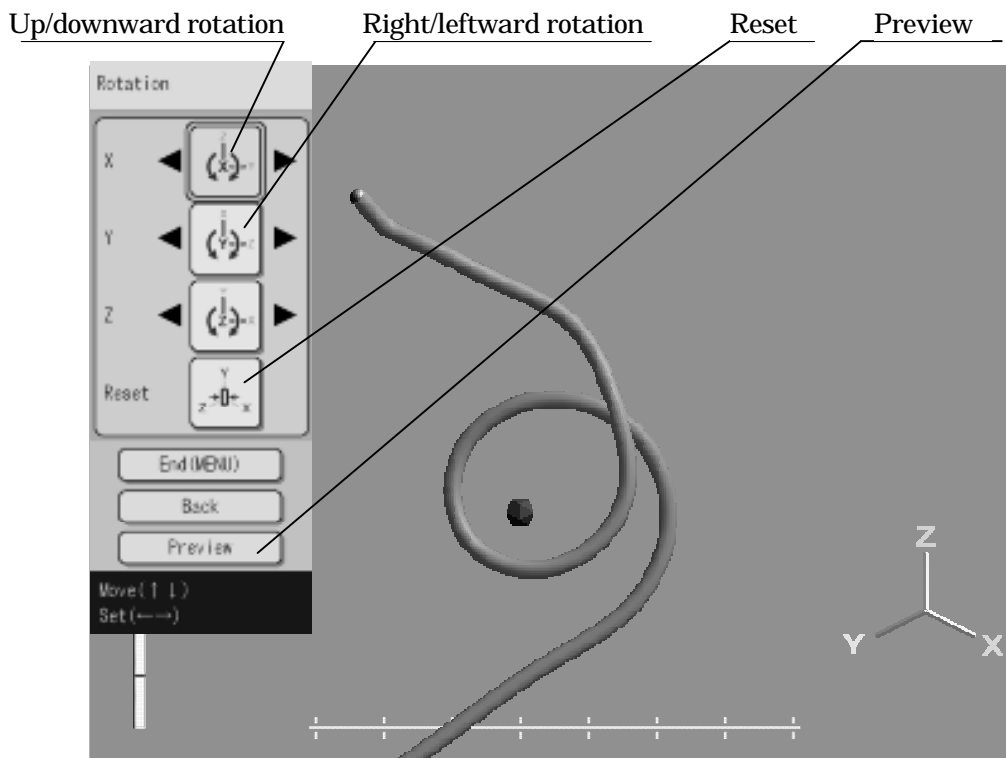 Up/downward rotation Right/leftward rotation Reset Preview
Rotation
X
Y
Z
Reset
Y
Z X
End(MENU)
Back
Preview
Move(↑ ↓)
Set(←→)
Z
Y X